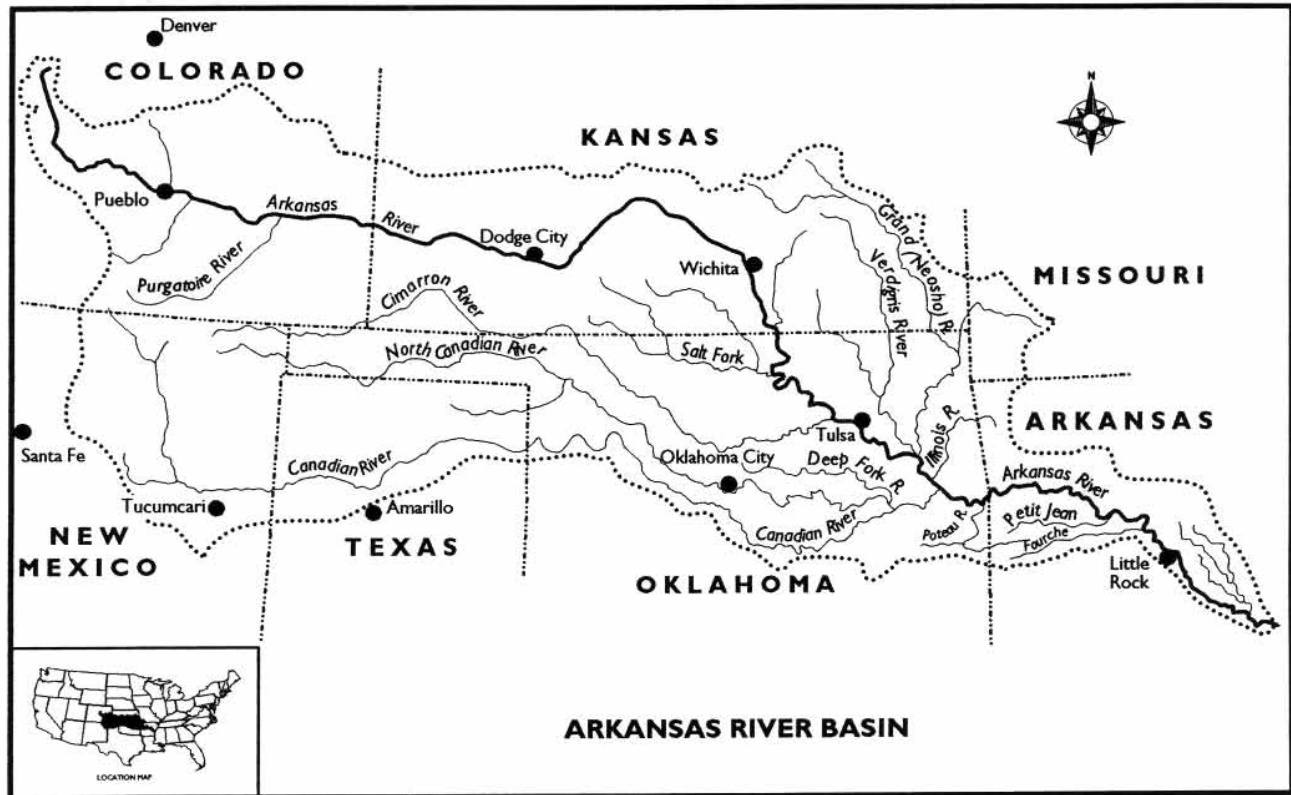 Denver
COLORADO
N
KANSAS
Pueblo
Arkansas
River
Dodge City
Wichita
Grand (Neosho) R.
Verdigris River
MISSOURI
Purgatoire River
Cimarron River
North Canadian River
Salt Fork
ARKANSAS
Santa Fe
Tulsa
Illinois R.
Oklahoma City
Deep Fork R.
Canadian River
Arkansas River
Tucumcari
Amarillo
Canadian River
Poteau R.
Petit Jean
Fourche
NEW
MEXICO
TEXAS
OKLAHOMA
Little
Rock
LOCATION MAP
ARKANSAS RIVER BASIN